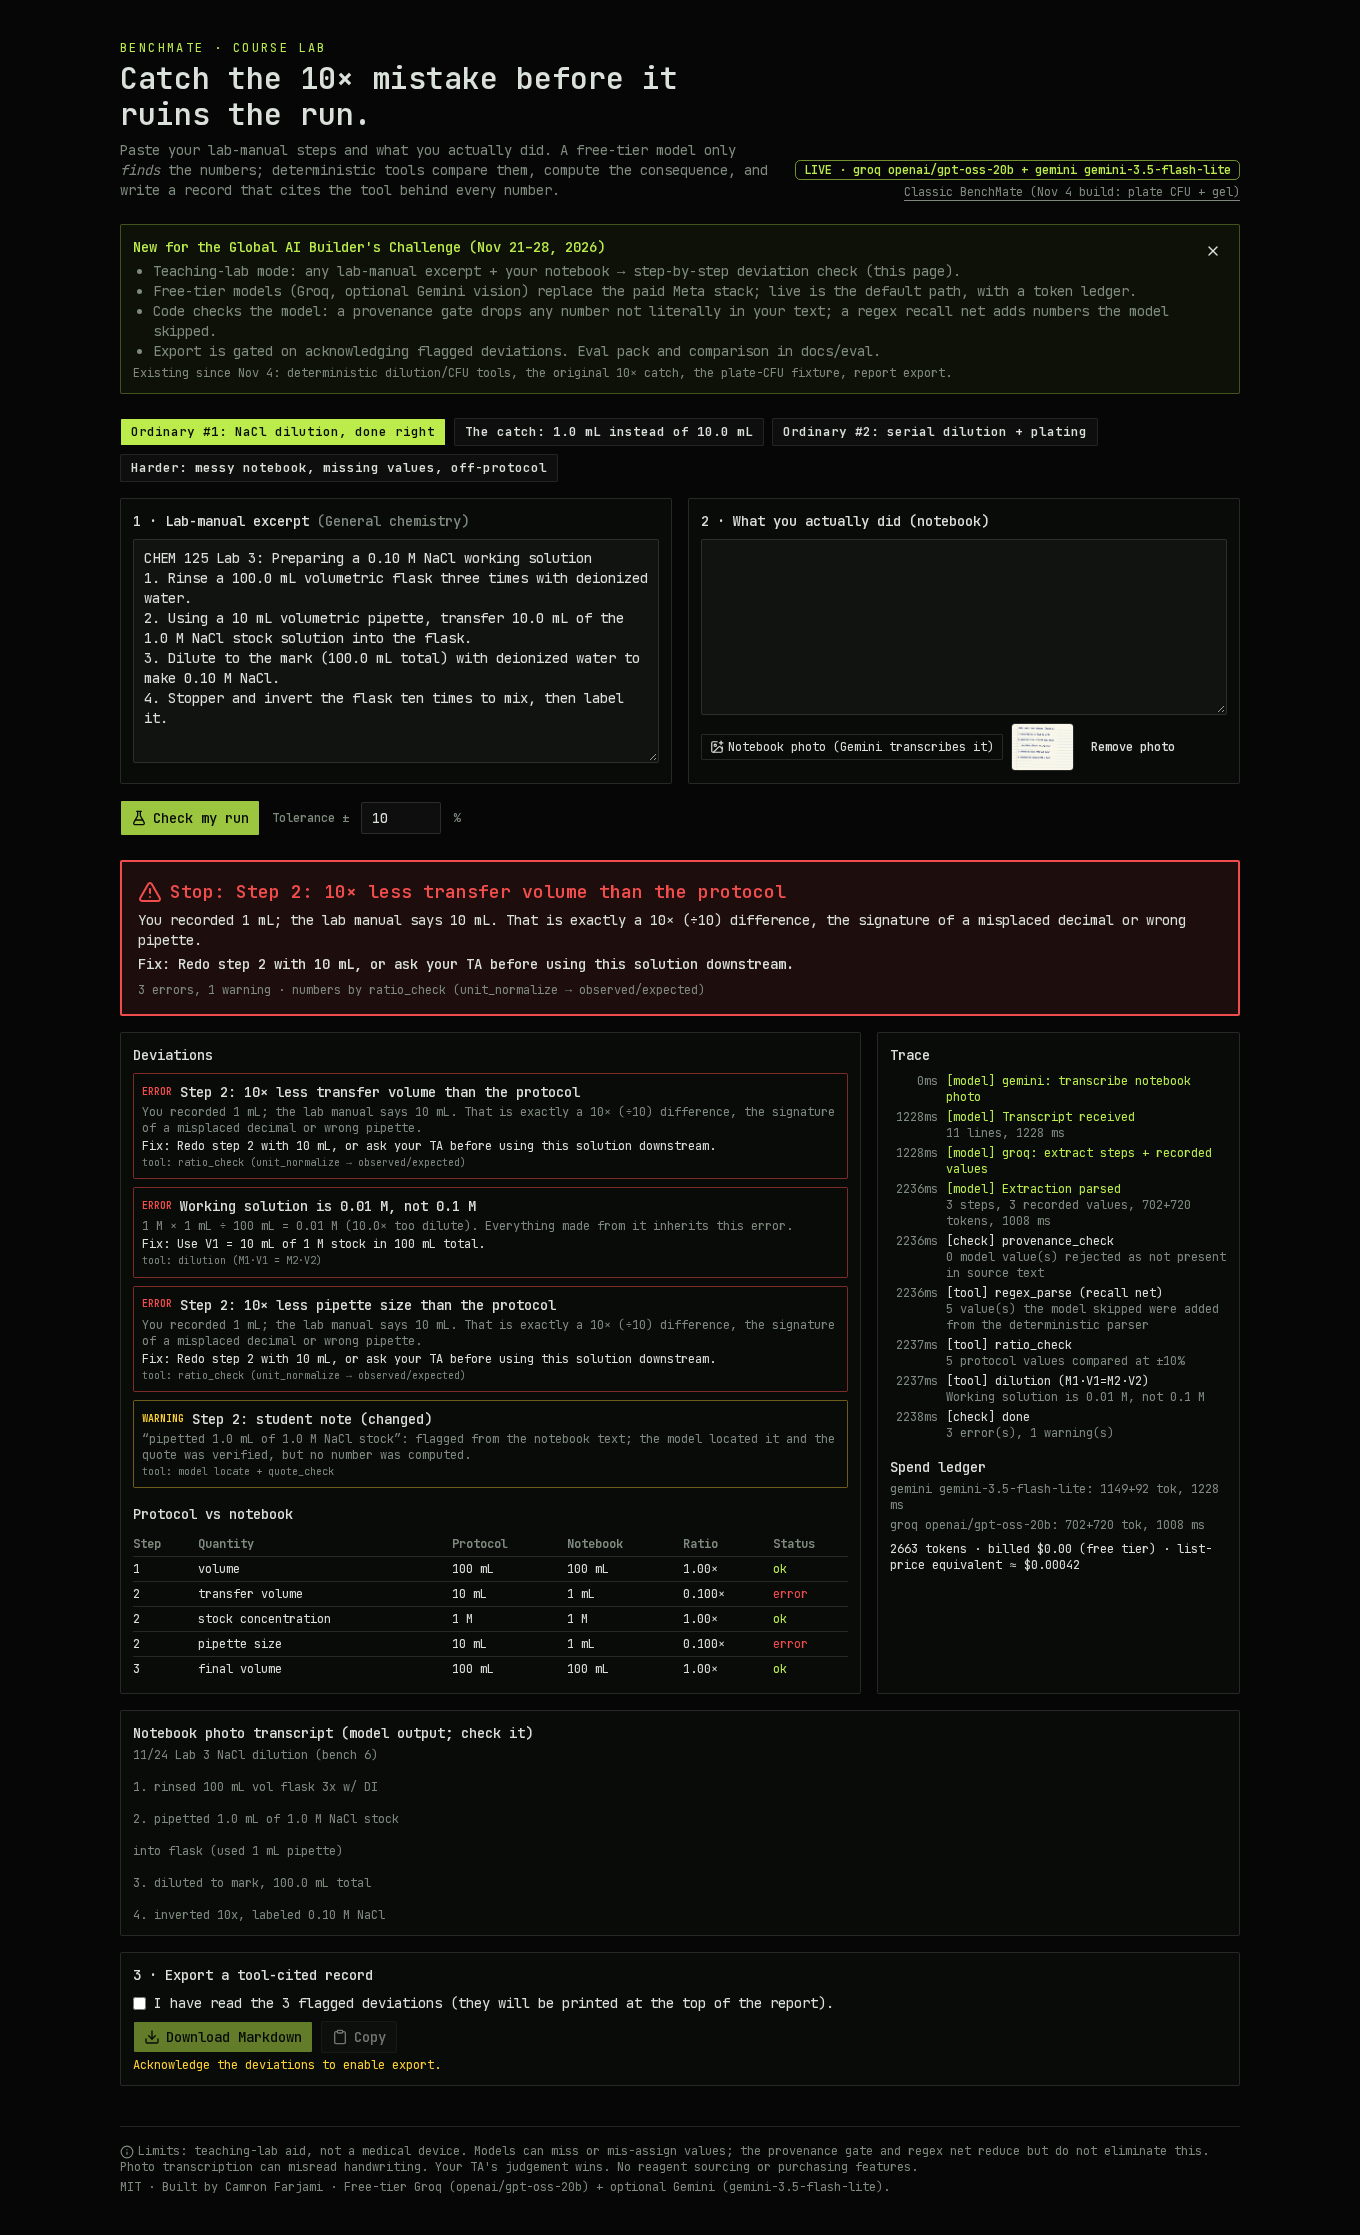 BENCHMATE · COURSE LAB
Catch the 10× mistake before it
ruins the run.
Paste your lab-manual steps and what you actually did. A free-tier model only
finds the numbers; deterministic tools compare them, compute the consequence, and
write a record that cites the tool behind every number.
LIVE · groq openai/gpt-oss-20b + gemini gemini-3.5-flash-lite
Classic BenchMate (Nov 4 build: plate CFU + gel)
New for the Global AI Builder's Challenge (Nov 21–28, 2026)
• Teaching-lab mode: any lab-manual excerpt + your notebook → step-by-step deviation check (this page).
• Free-tier models (Groq, optional Gemini vision) replace the paid Meta stack; live is the default path, with a token ledger.
• Code checks the model: a provenance gate drops any number not literally in your text; a regex recall net adds numbers the model
skipped.
• Export is gated on acknowledging flagged deviations. Eval pack and comparison in docs/eval.
Existing since Nov 4: deterministic dilution/CFU tools, the original 10× catch, the plate-CFU fixture, report export.
Ordinary #1: NaCl dilution, done right
The catch: 1.0 mL instead of 10.0 mL
Ordinary #2: serial dilution + plating
Harder: messy notebook, missing values, off-protocol
1 · Lab-manual excerpt (General chemistry)
CHEM 125 Lab 3: Preparing a 0.10 M NaCl working solution
1. Rinse a 100.0 mL volumetric flask three times with deionized
water.
2. Using a 10 mL volumetric pipette, transfer 10.0 mL of the
1.0 M NaCl stock solution into the flask.
3. Dilute to the mark (100.0 mL total) with deionized water to
make 0.10 M NaCl.
4. Stopper and invert the flask ten times to mix, then label
it.
2 · What you actually did (notebook)
Notebook photo (Gemini transcribes it)
Remove photo
Check my run
Tolerance ±
10
%
Stop: Step 2: 10× less transfer volume than the protocol
You recorded 1 mL; the lab manual says 10 mL. That is exactly a 10× (÷10) difference, the signature of a misplaced decimal or wrong
pipette.
Fix: Redo step 2 with 10 mL, or ask your TA before using this solution downstream.
3 errors, 1 warning · numbers by ratio_check (unit_normalize → observed/expected)
Deviations
ERROR Step 2: 10× less transfer volume than the protocol
You recorded 1 mL; the lab manual says 10 mL. That is exactly a 10× (÷10) difference, the signature
of a misplaced decimal or wrong pipette.
Fix: Redo step 2 with 10 mL, or ask your TA before using this solution downstream.
tool: ratio_check (unit_normalize → observed/expected)
ERROR Working solution is 0.01 M, not 0.1 M
1 M × 1 mL ÷ 100 mL = 0.01 M (10.0× too dilute). Everything made from it inherits this error.
Fix: Use V1 = 10 mL of 1 M stock in 100 mL total.
tool: dilution (M1·V1 = M2·V2)
ERROR Step 2: 10× less pipette size than the protocol
You recorded 1 mL; the lab manual says 10 mL. That is exactly a 10× (÷10) difference, the signature
of a misplaced decimal or wrong pipette.
Fix: Redo step 2 with 10 mL, or ask your TA before using this solution downstream.
tool: ratio_check (unit_normalize → observed/expected)
WARNING Step 2: student note (changed)
“pipetted 1.0 mL of 1.0 M NaCl stock”: flagged from the notebook text; the model located it and the
quote was verified, but no number was computed.
tool: model locate + quote_check
Protocol vs notebook
Step Quantity Protocol Notebook Ratio Status
1 volume 100 mL 100 mL 1.00× ok
2 transfer volume 10 mL 1 mL 0.100× error
2 stock concentration 1 M 1 M 1.00× ok
2 pipette size 10 mL 1 mL 0.100× error
3 final volume 100 mL 100 mL 1.00× ok
Trace
0ms [model] gemini: transcribe notebook
photo
1228ms [model] Transcript received
11 lines, 1228 ms
1228ms [model] groq: extract steps + recorded
values
2236ms [model] Extraction parsed
3 steps, 3 recorded values, 702+720
tokens, 1008 ms
2236ms [check] provenance_check
0 model value(s) rejected as not present
in source text
2236ms [tool] regex_parse (recall net)
5 value(s) the model skipped were added
from the deterministic parser
2237ms [tool] ratio_check
5 protocol values compared at ±10%
2237ms [tool] dilution (M1·V1=M2·V2)
Working solution is 0.01 M, not 0.1 M
2238ms [check] done
3 error(s), 1 warning(s)
Spend ledger
gemini gemini-3.5-flash-lite: 1149+92 tok, 1228
ms
groq openai/gpt-oss-20b: 702+720 tok, 1008 ms
2663 tokens · billed $0.00 (free tier) · list-
price equivalent ≈ $0.00042
Notebook photo transcript (model output; check it)
11/24 Lab 3 NaCl dilution (bench 6)
1. rinsed 100 mL vol flask 3x w/ DI
2. pipetted 1.0 mL of 1.0 M NaCl stock
into flask (used 1 mL pipette)
3. diluted to mark, 100.0 mL total
4. inverted 10x, labeled 0.10 M NaCl
3 · Export a tool-cited record
I have read the 3 flagged deviations (they will be printed at the top of the report).
Download Markdown
Copy
Acknowledge the deviations to enable export.
Limits: teaching-lab aid, not a medical device. Models can miss or mis-assign values; the provenance gate and regex net reduce but do not eliminate this.
Photo transcription can misread handwriting. Your TA's judgement wins. No reagent sourcing or purchasing features.
MIT · Built by Camron Farjami · Free-tier Groq (openai/gpt-oss-20b) + optional Gemini (gemini-3.5-flash-lite).